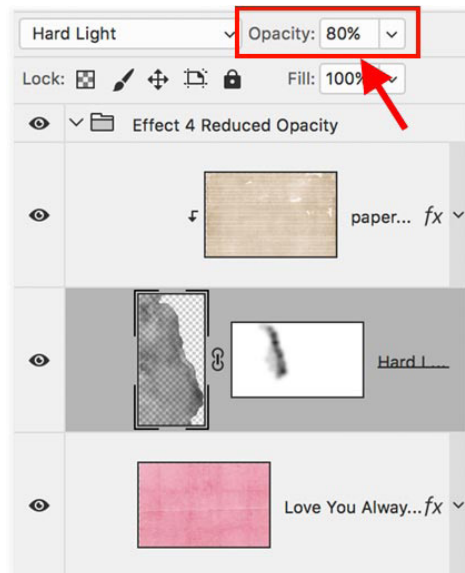 Hard Light Opacity: 80%
Lock: Fill: 100%
Effect 4 Reduced Opacity
paper... fx
Hard L...
Love You Alway... fx